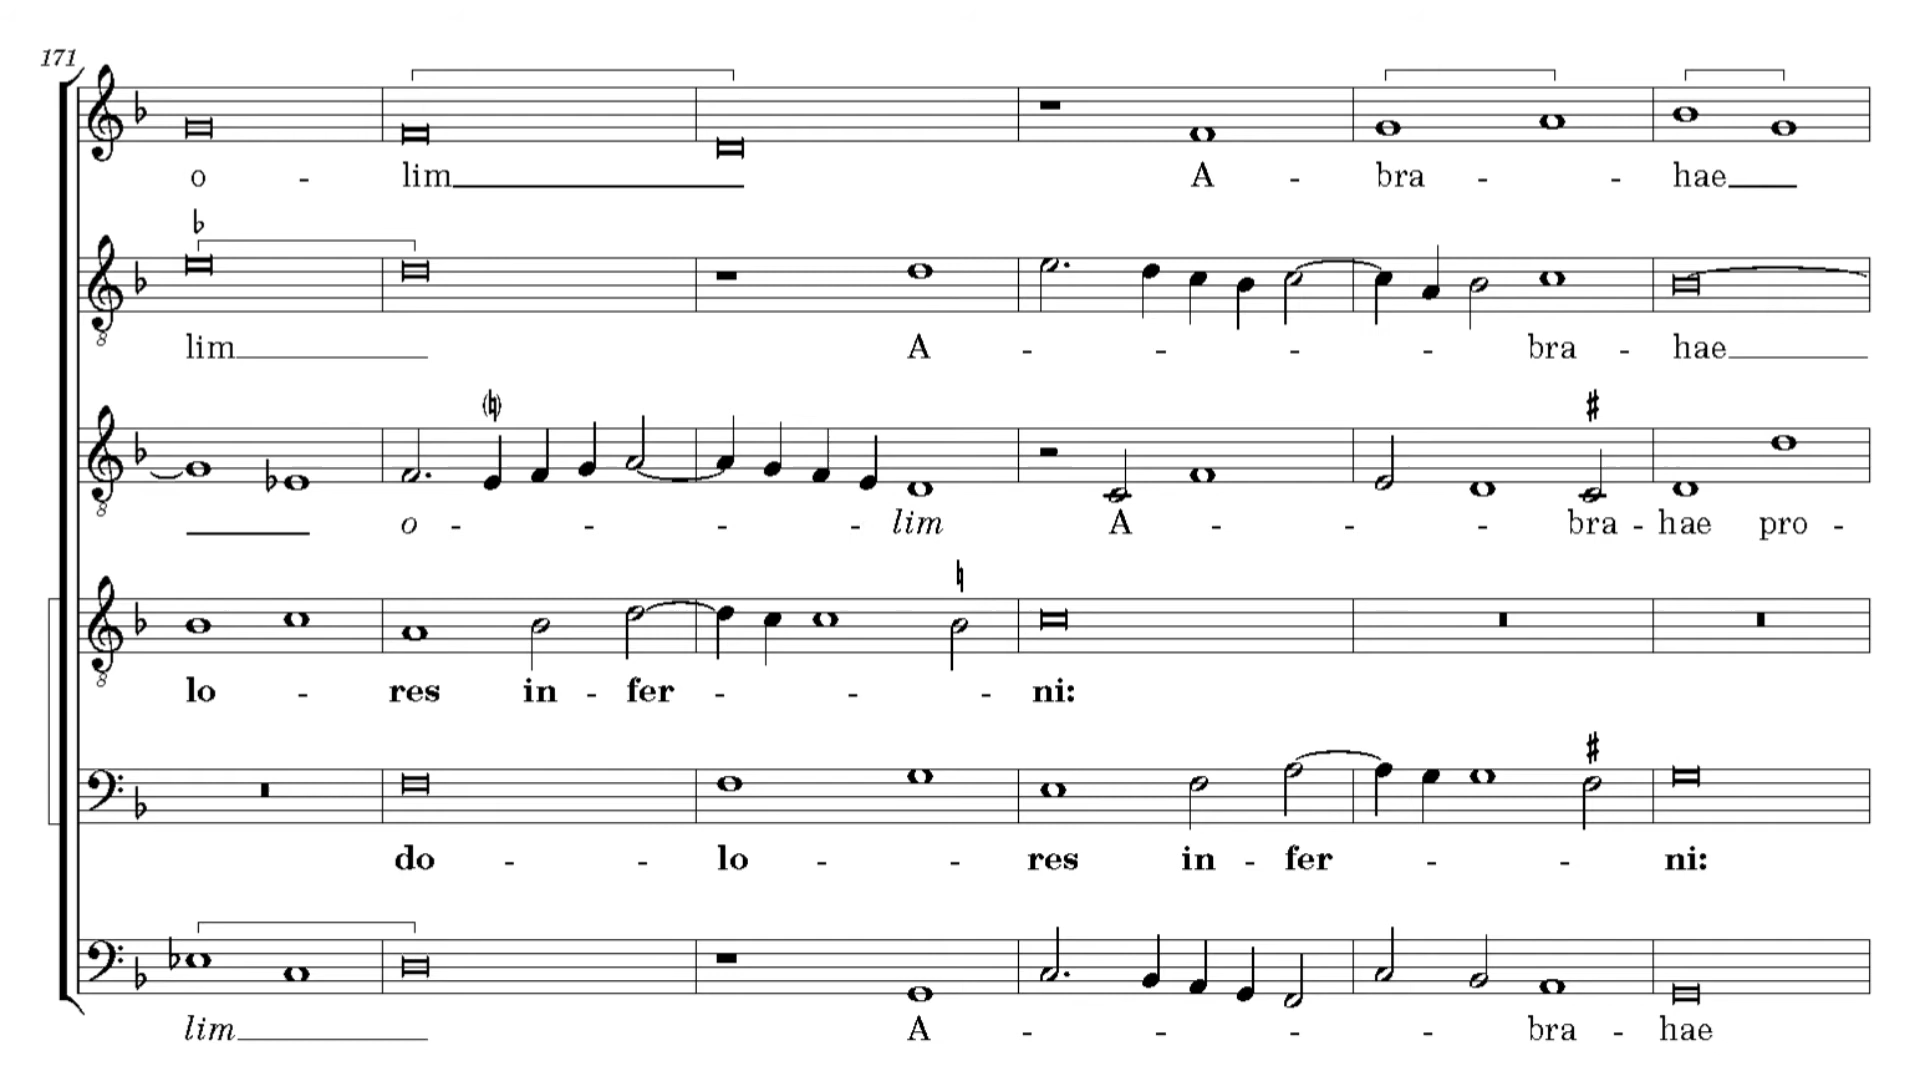 171
o - lim A - bra - - hae
lim A - - - - bra - hae
o - - - - lim A - - - bra - hae pro -
lo - res in - fer - - - ni:
do - - lo - - res in - fer - - ni:
lim A - - - - bra - hae